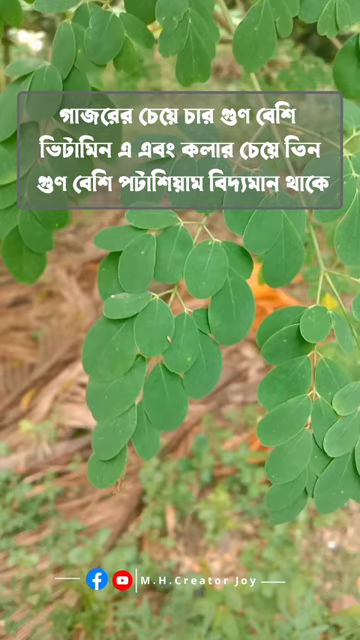 গাজরের চেয়ে চার গুণ বেশি
ভিটামিন এ এবং কলার চেয়ে তিন
গুণ বেশি পটাশিয়াম বিদ্যমান থাকে
M.H.Creator Joy